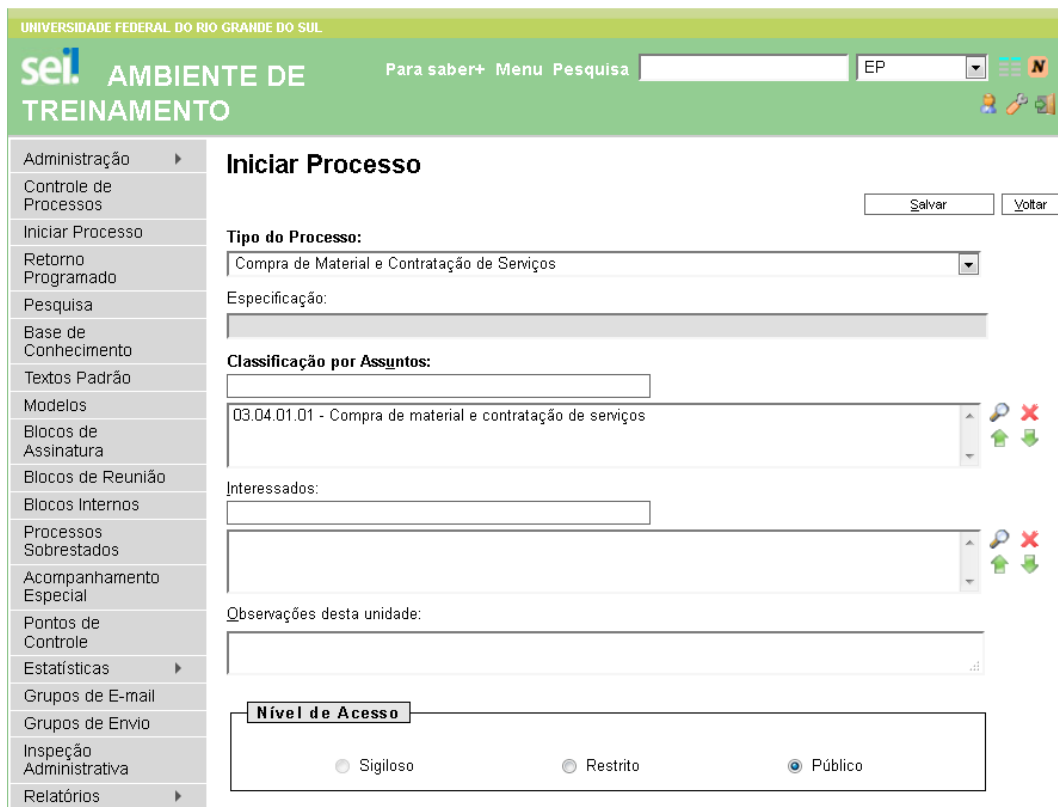 UNIVERSIDADE FEDERAL DO RIO GRANDE DO SUL
sei! AMBIENTE DE TREINAMENTO
Para saber+ Menu Pesquisa
EP
N
Administração
Controle de Processos
Iniciar Processo
Retorno Programado
Pesquisa
Base de Conhecimento
Textos Padrão
Modelos
Blocos de Assinatura
Blocos de Reunião
Blocos Internos
Processos Sobrestados
Acompanhamento Especial
Pontos de Controle
Estatísticas
Grupos de E-mail
Grupos de Envio
Inspeção Administrativa
Relatórios
Iniciar Processo
Salvar
Voltar
Tipo do Processo:
Compra de Material e Contratação de Serviços
Especificação:
Classificação por Assuntos:
03.04.01.01 - Compra de material e contratação de serviços
Interessados:
Observações desta unidade:
Nível de Acesso
Sigiloso
Restrito
Público